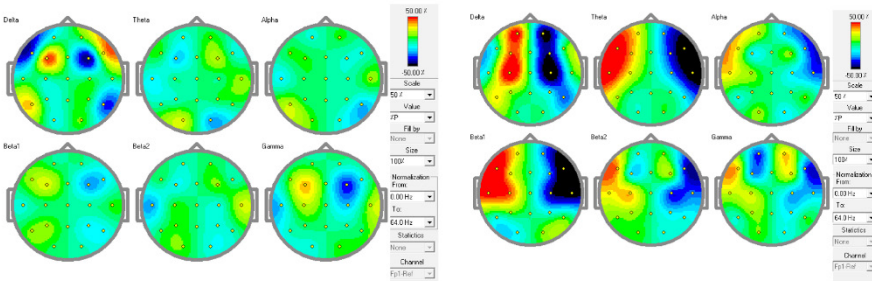 Delta
Theta
Alpha
50.00 %
-50.00 %
Scale
50 %
Value
%P
Fill by
None
Size
100%
Beta1
Beta2
Gamma
Normalization
From:
0.00 Hz
To:
64.0 Hz
Statistics
None
Channel
Fp1-Ref
Delta
Theta
Alpha
50.00 %
-50.00 %
Scale
50 %
Value
%P
Fill by
None
Size
100%
Beta1
Beta2
Gamma
Normalization
From:
0.00 Hz
To:
64.0 Hz
Statistics
None
Channel
Fp1-Ref